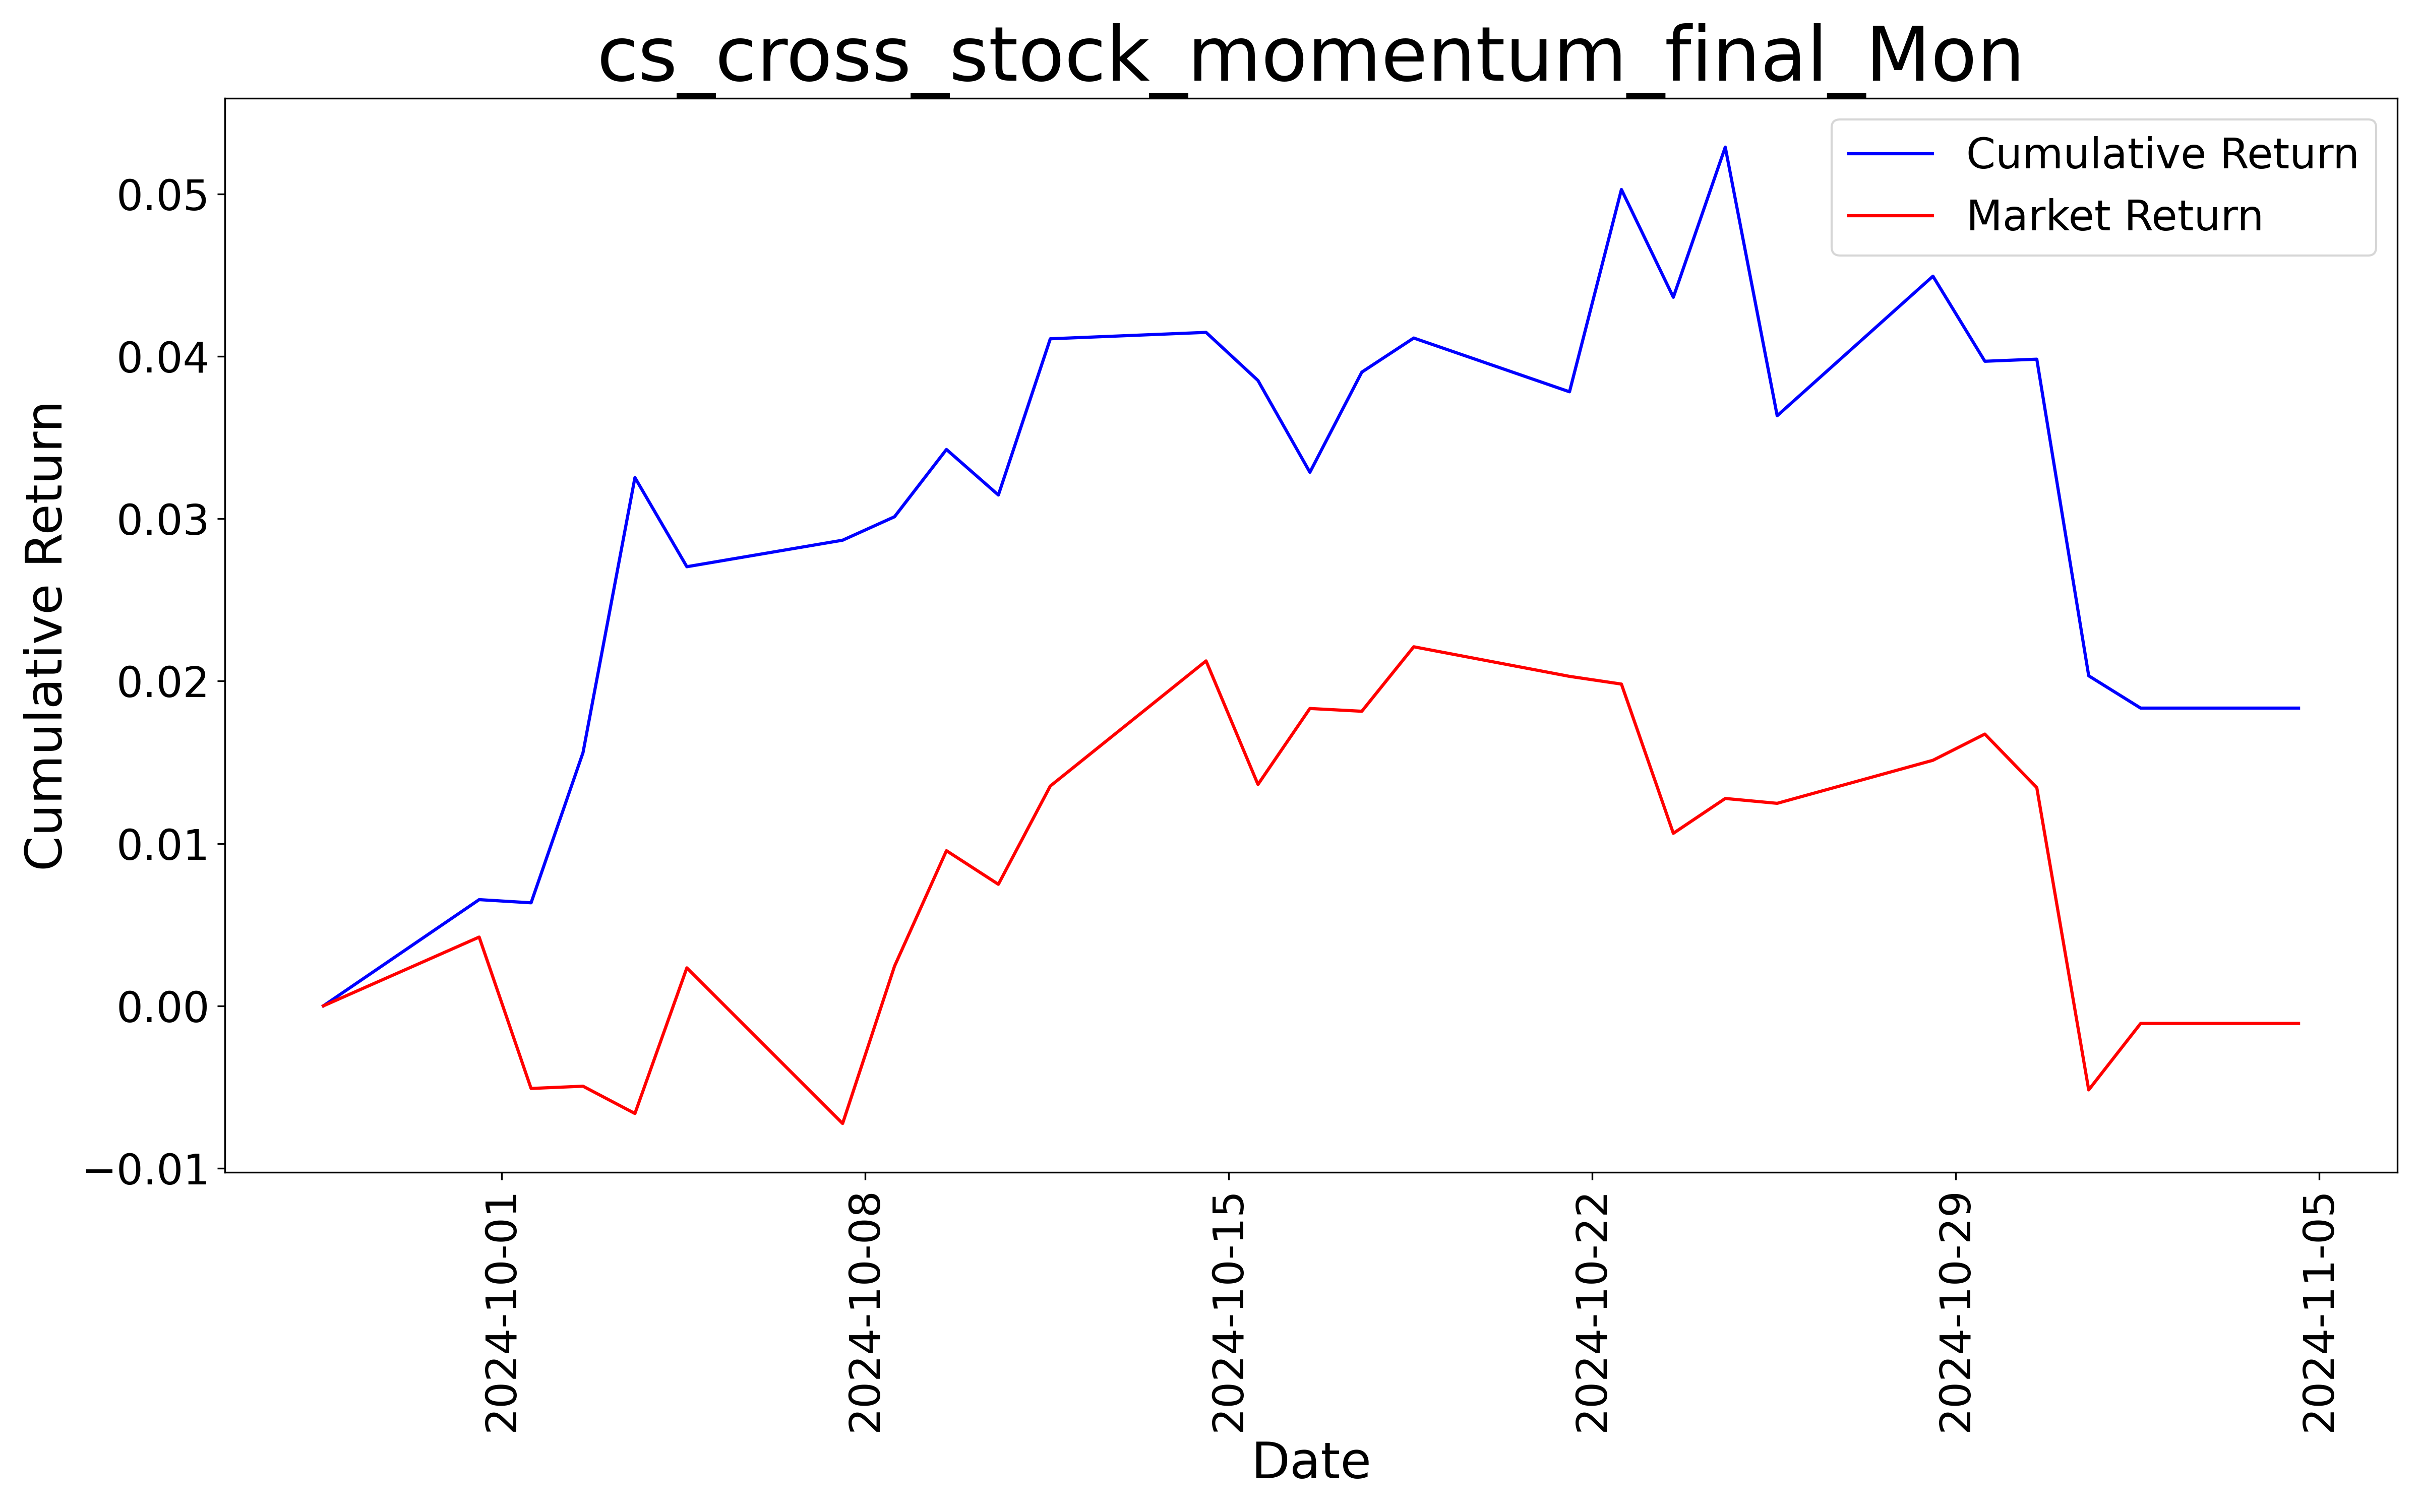 cs_cross_stock_momentum_final_Mon
Cumulative Return
Market Return
Cumulative Return
0.05
0.04
0.03
0.02
0.01
0.00
−0.01
2024-10-01
2024-10-08
2024-10-15
2024-10-22
2024-10-29
2024-11-05
Date